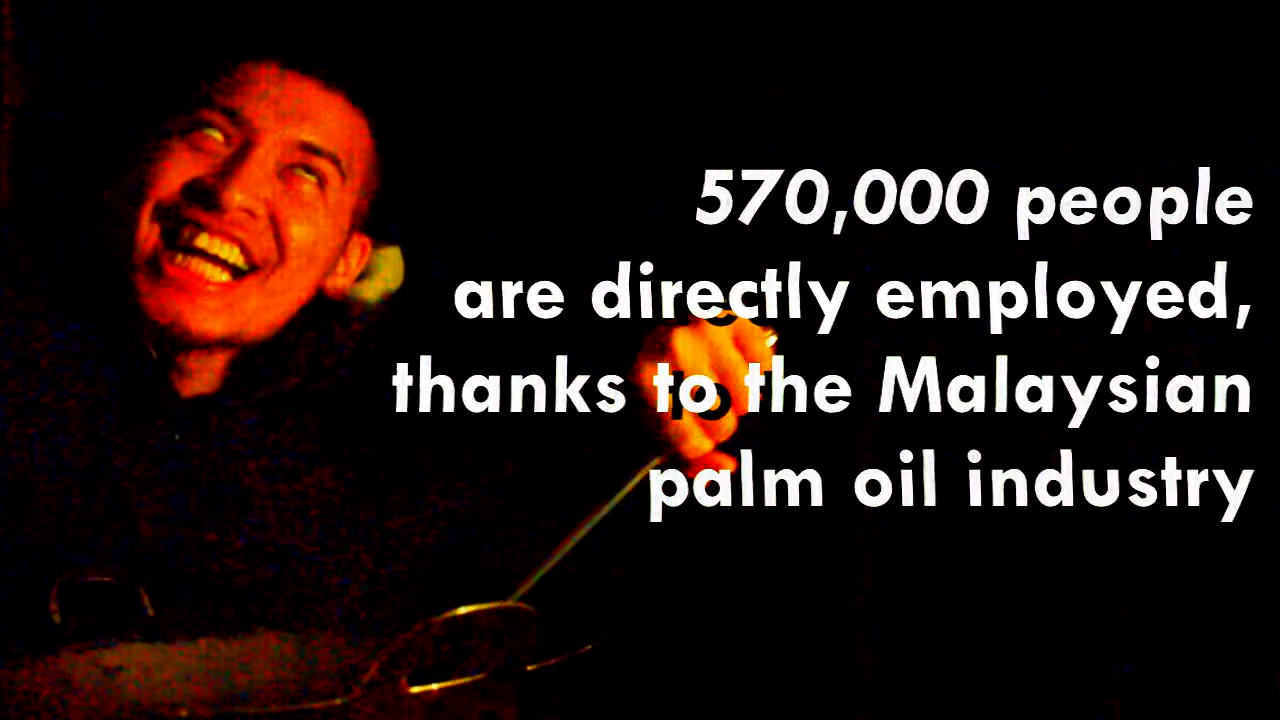 570,000 people
are directly employed,
thanks to the Malaysian
palm oil industry